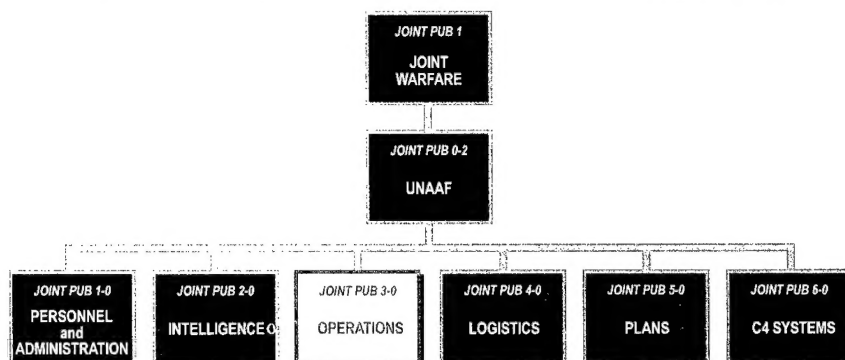 JOINT PUB 1
JOINT
WARFARE
JOINT PUB 0-2
UNAAF
JOINT PUB 1-0
PERSONNEL
and
ADMINISTRATION
JOINT PUB 2-0
INTELLIGENCE
JOINT PUB 3-0
OPERATIONS
JOINT PUB 4-0
LOGISTICS
JOINT PUB 5-0
PLANS
JOINT PUB 6-0
C4 SYSTEMS